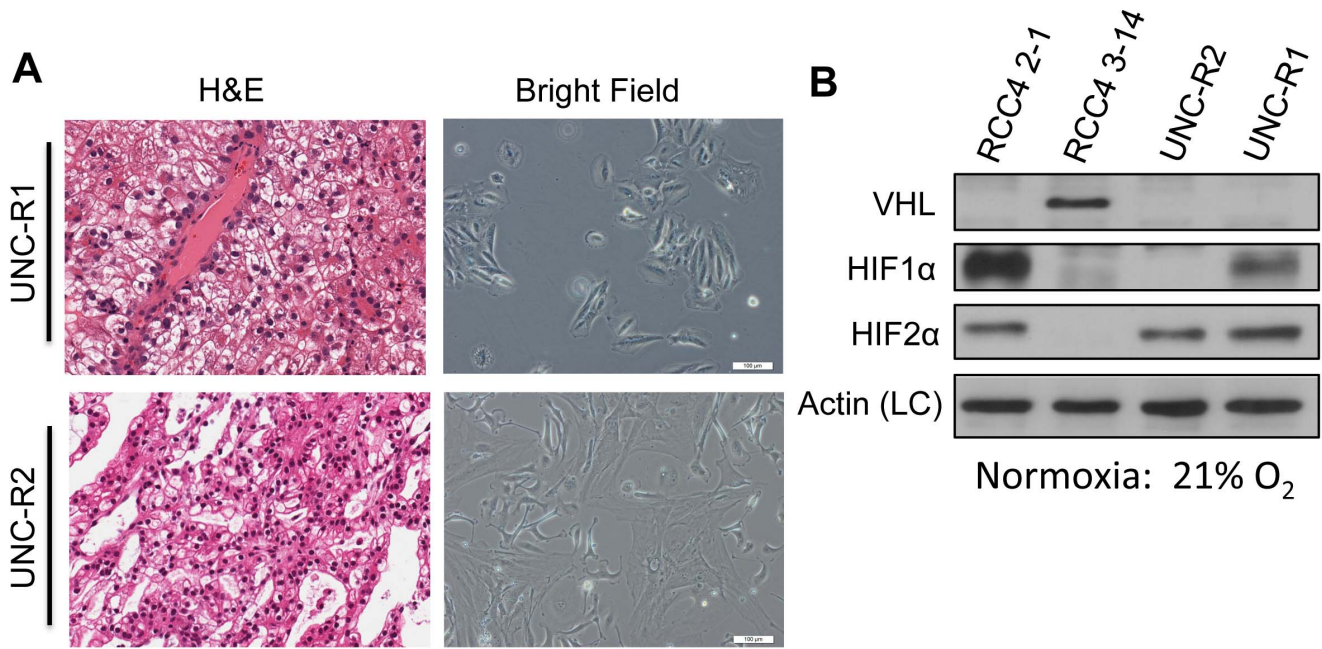 A
H&E
Bright Field
UNC-R1
100 µm
UNC-R2
100 µm
B
RCC4 2-1
RCC4 3-14
UNC-R2
UNC-R1
VHL
HIF1α
HIF2α
Actin (LC)
Normoxia: 21% O₂